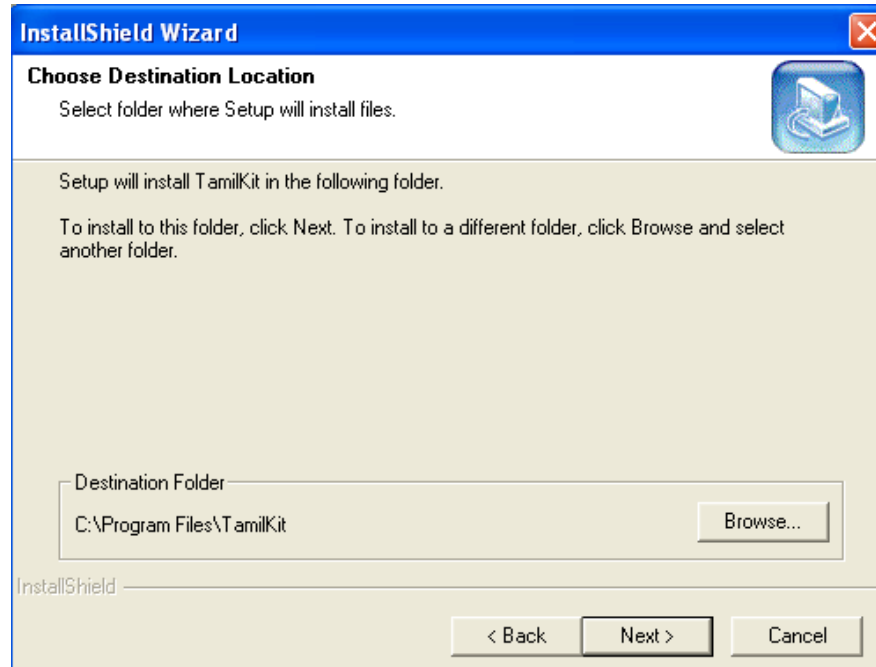 InstallShield Wizard
Choose Destination Location
Select folder where Setup will install files.
Setup will install TamilKit in the following folder.
To install to this folder, click Next. To install to a different folder, click Browse and select
another folder.
Destination Folder
C:\Program Files\TamilKit
Browse...
InstallShield
< Back
Next >
Cancel